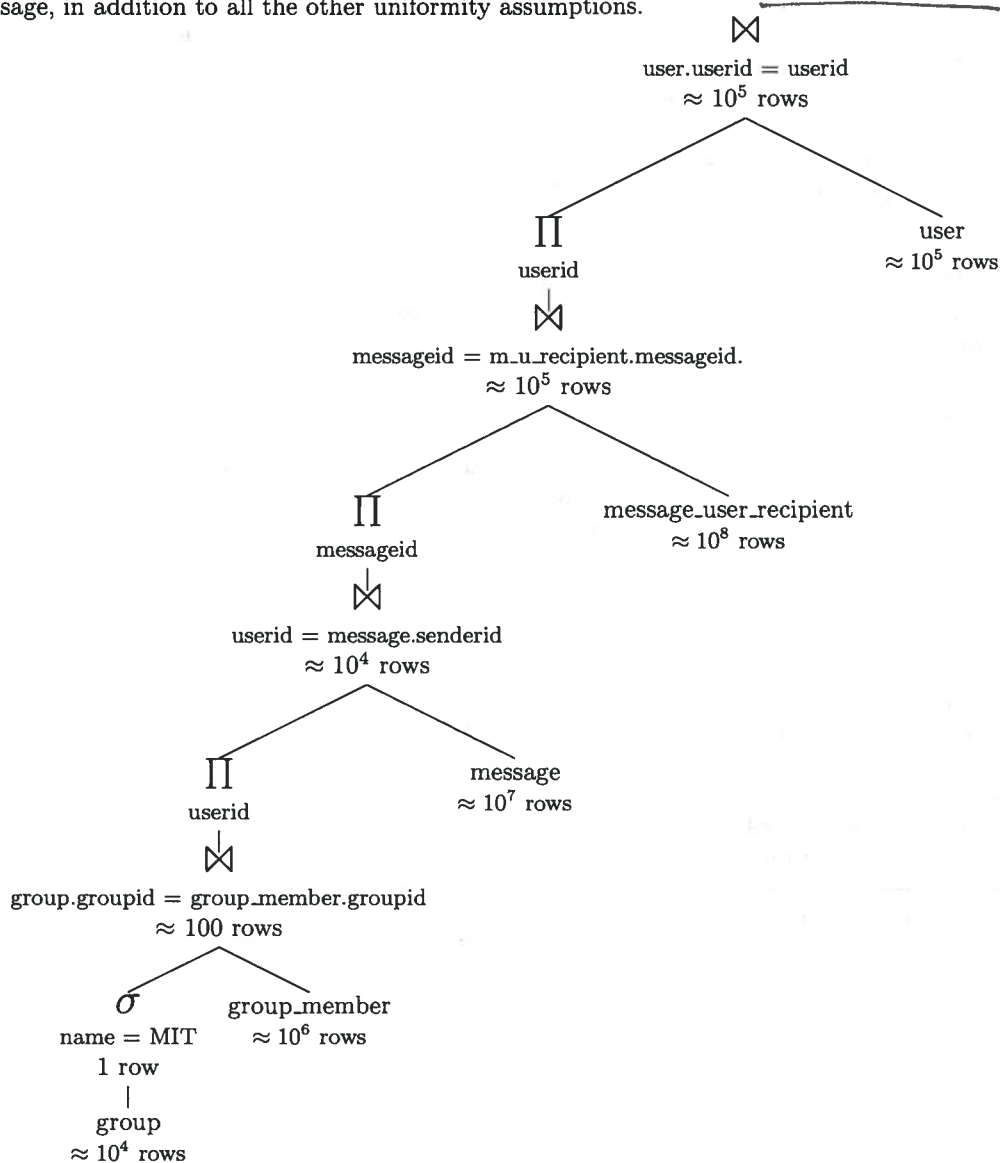 sage, in addition to all the other uniformity assumptions.
⋈
user.userid = userid
≈ 10⁵ rows
∏
userid
user
≈ 10⁵ rows
⋈
messageid = m_u_recipient.messageid.
≈ 10⁵ rows
∏
messageid
message_user_recipient
≈ 10⁸ rows
⋈
userid = message.senderid
≈ 10⁴ rows
∏
userid
message
≈ 10⁷ rows
⋈
group.groupid = group_member.groupid
≈ 100 rows
σ
name = MIT
1 row
group_member
≈ 10⁶ rows
group
≈ 10⁴ rows